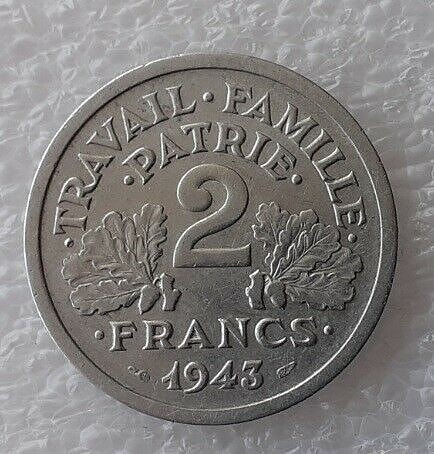 ·TRAVAIL·FAMILLE·
·PATRIE·
2
·FRANCS·
1943